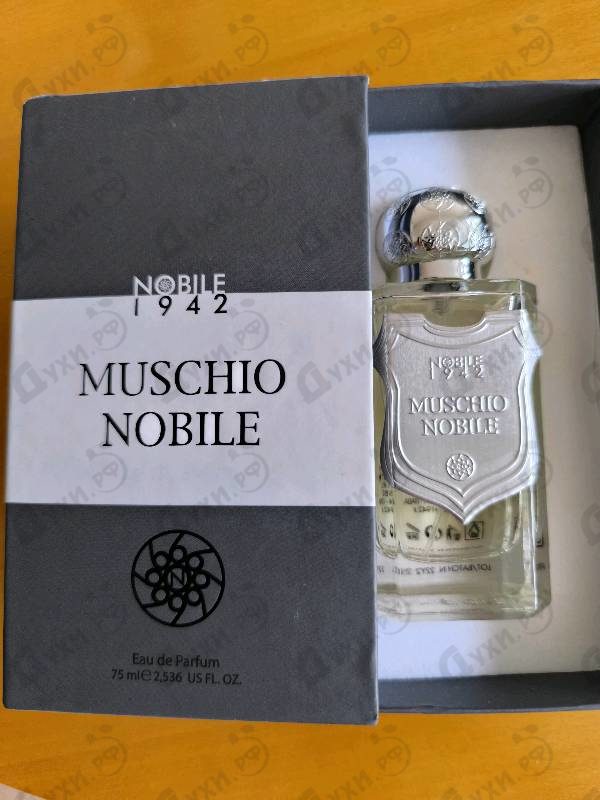 NOBILE
1942
MUSCHIO
NOBILE
N
Eau de Parfum
75 ml ℮ 2,536 US FL. OZ.
NOBILE
1942
MUSCHIO
NOBILE
Духи.рф